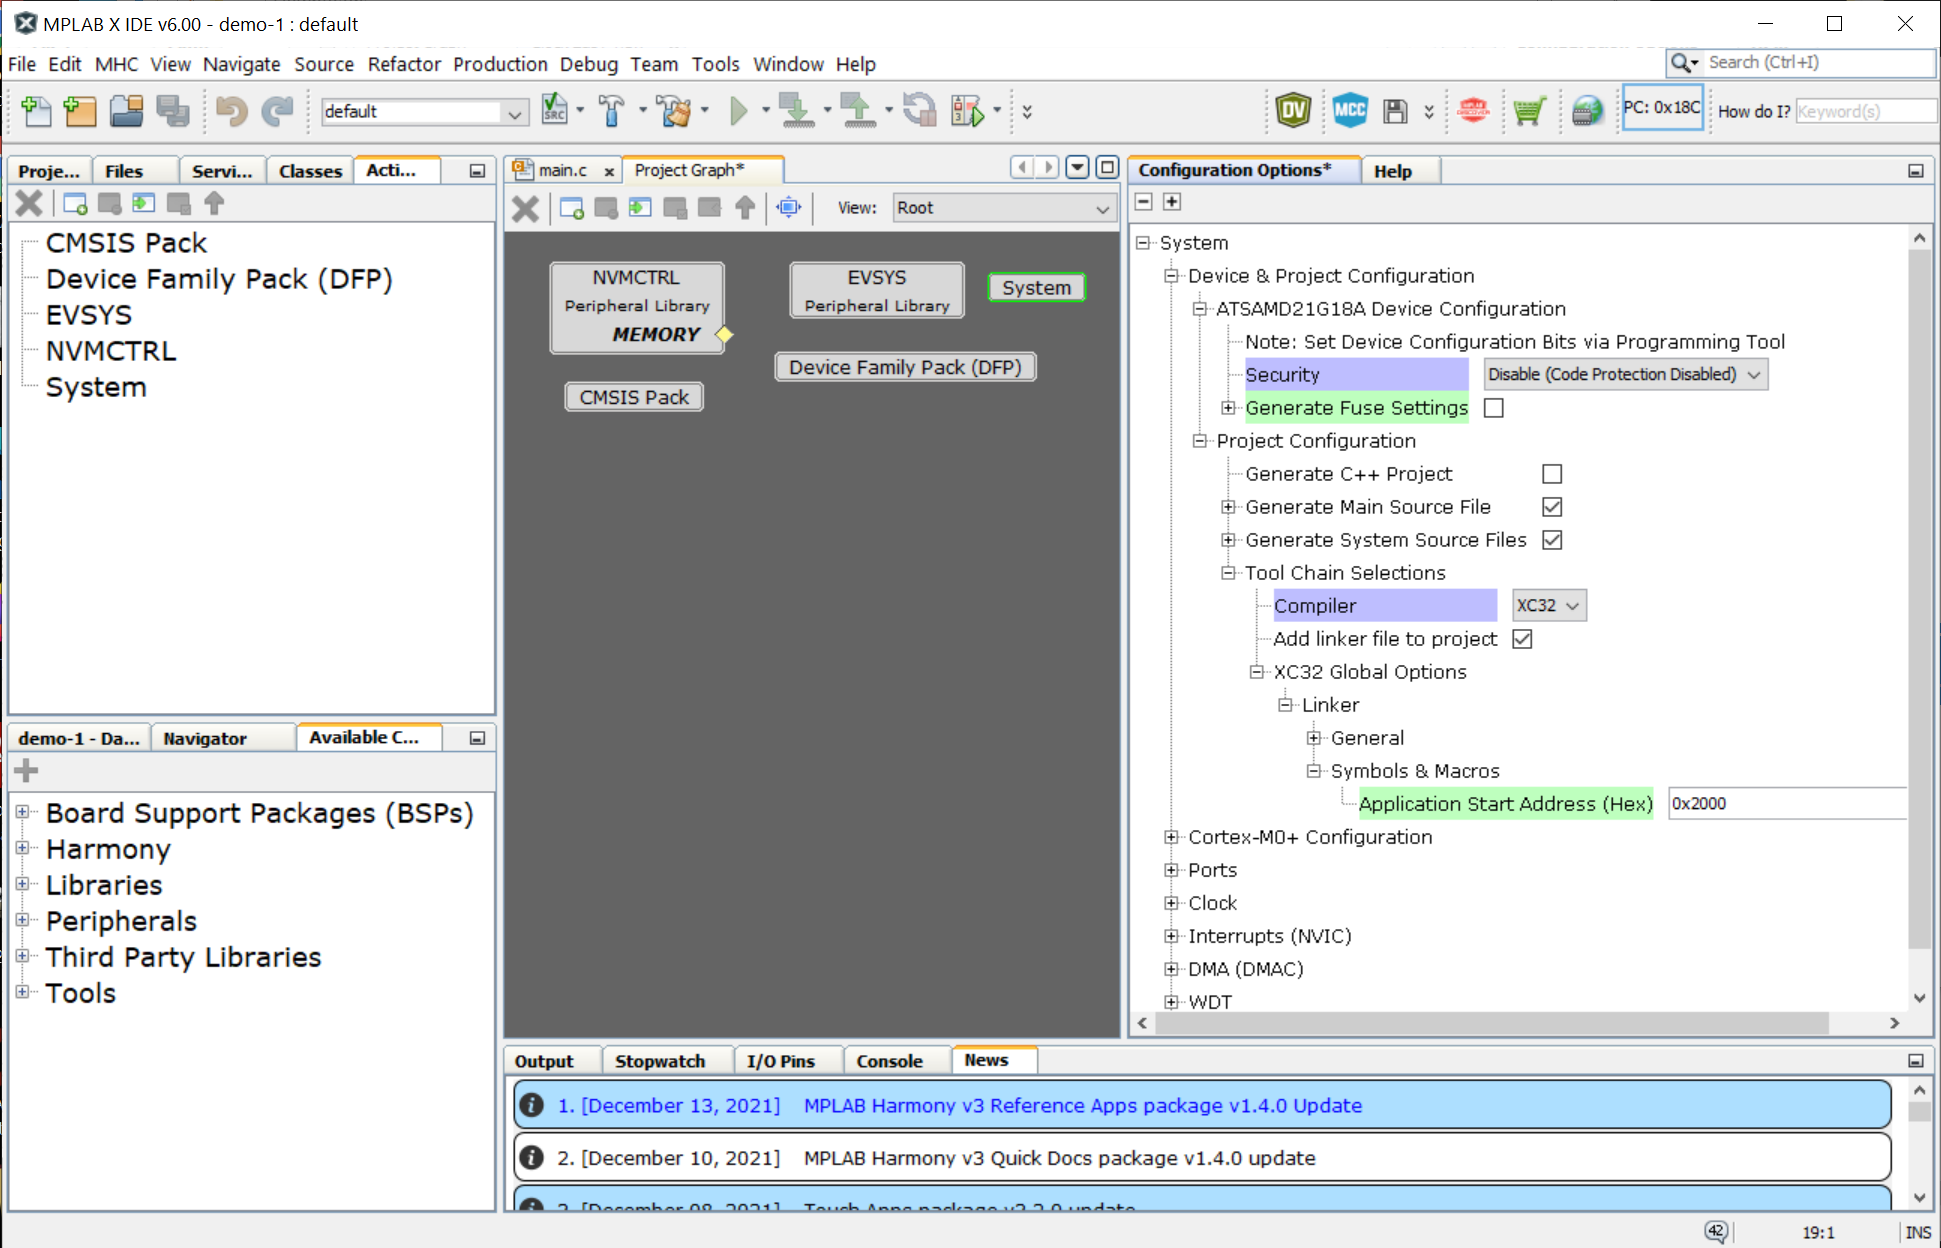 MPLAB X IDE v6.00 - demo-1 : default
File Edit MHC View Navigate Source Refactor Production Debug Team Tools Window Help
Search (Ctrl+I)
default
SRC
DV
MCC
PC: 0x18C
How do I?
Keyword(s)
Proje...
Files
Servi...
Classes
Acti...
CMSIS Pack
Device Family Pack (DFP)
EVSYS
NVMCTRL
System
demo-1 - Da...
Navigator
Available C...
Board Support Packages (BSPs)
Harmony
Libraries
Peripherals
Third Party Libraries
Tools
main.c
Project Graph*
View:
Root
NVMCTRL
Peripheral Library
MEMORY
EVSYS
Peripheral Library
System
Device Family Pack (DFP)
CMSIS Pack
Configuration Options*
Help
System
Device & Project Configuration
ATSAMD21G18A Device Configuration
Note: Set Device Configuration Bits via Programming Tool
Security
Disable (Code Protection Disabled)
Generate Fuse Settings
Project Configuration
Generate C++ Project
Generate Main Source File
Generate System Source Files
Tool Chain Selections
Compiler
XC32
Add linker file to project
XC32 Global Options
Linker
General
Symbols & Macros
Application Start Address (Hex)
0x2000
Cortex-M0+ Configuration
Ports
Clock
Interrupts (NVIC)
DMA (DMAC)
WDT
Output
Stopwatch
I/O Pins
Console
News
1. [December 13, 2021] MPLAB Harmony v3 Reference Apps package v1.4.0 Update
2. [December 10, 2021] MPLAB Harmony v3 Quick Docs package v1.4.0 update
42
19:1
INS